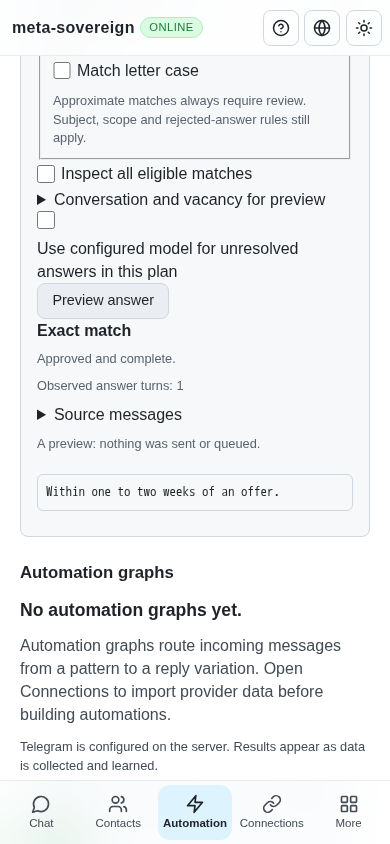 meta-sovereign ONLINE
Match letter case
Approximate matches always require review.
Subject, scope and rejected-answer rules still
apply.
Inspect all eligible matches
Conversation and vacancy for preview
Use configured model for unresolved
answers in this plan
Preview answer
Exact match
Approved and complete.
Observed answer turns: 1
Source messages
A preview: nothing was sent or queued.
Within one to two weeks of an offer.
Automation graphs
No automation graphs yet.
Automation graphs route incoming messages
from a pattern to a reply variation. Open
Connections to import provider data before
building automations.
Telegram is configured on the server. Results appear as data
is collected and learned.
Chat Contacts Automation Connections More